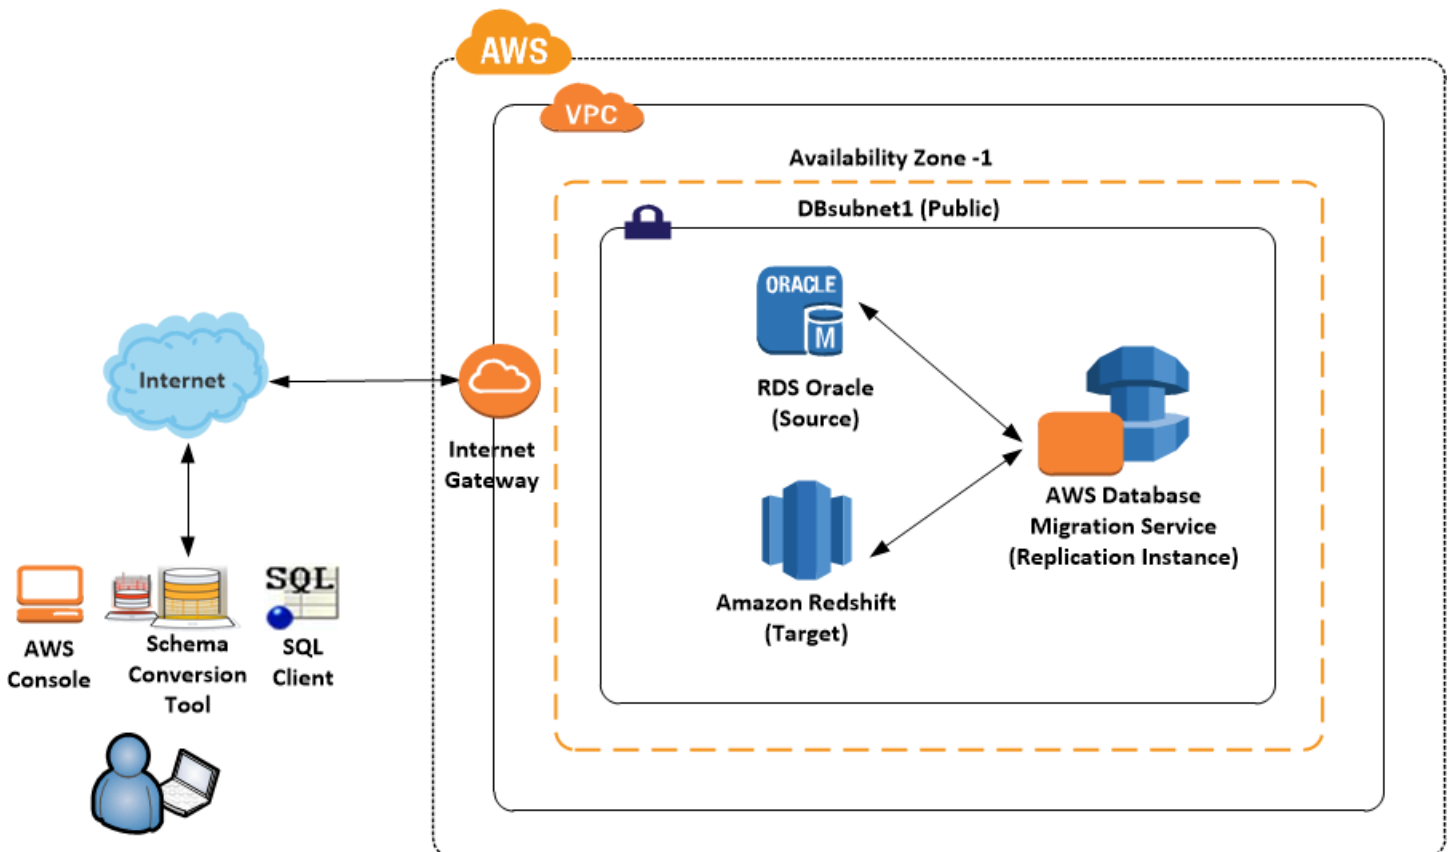 AWS
VPC
Availability Zone -1
DBsubnet1 (Public)
ORACLE
M
RDS Oracle
(Source)
Internet
Internet
Gateway
AWS Database
Migration Service
(Replication Instance)
Amazon Redshift
(Target)
SQL
AWS
Console
Schema
Conversion
Tool
SQL
Client